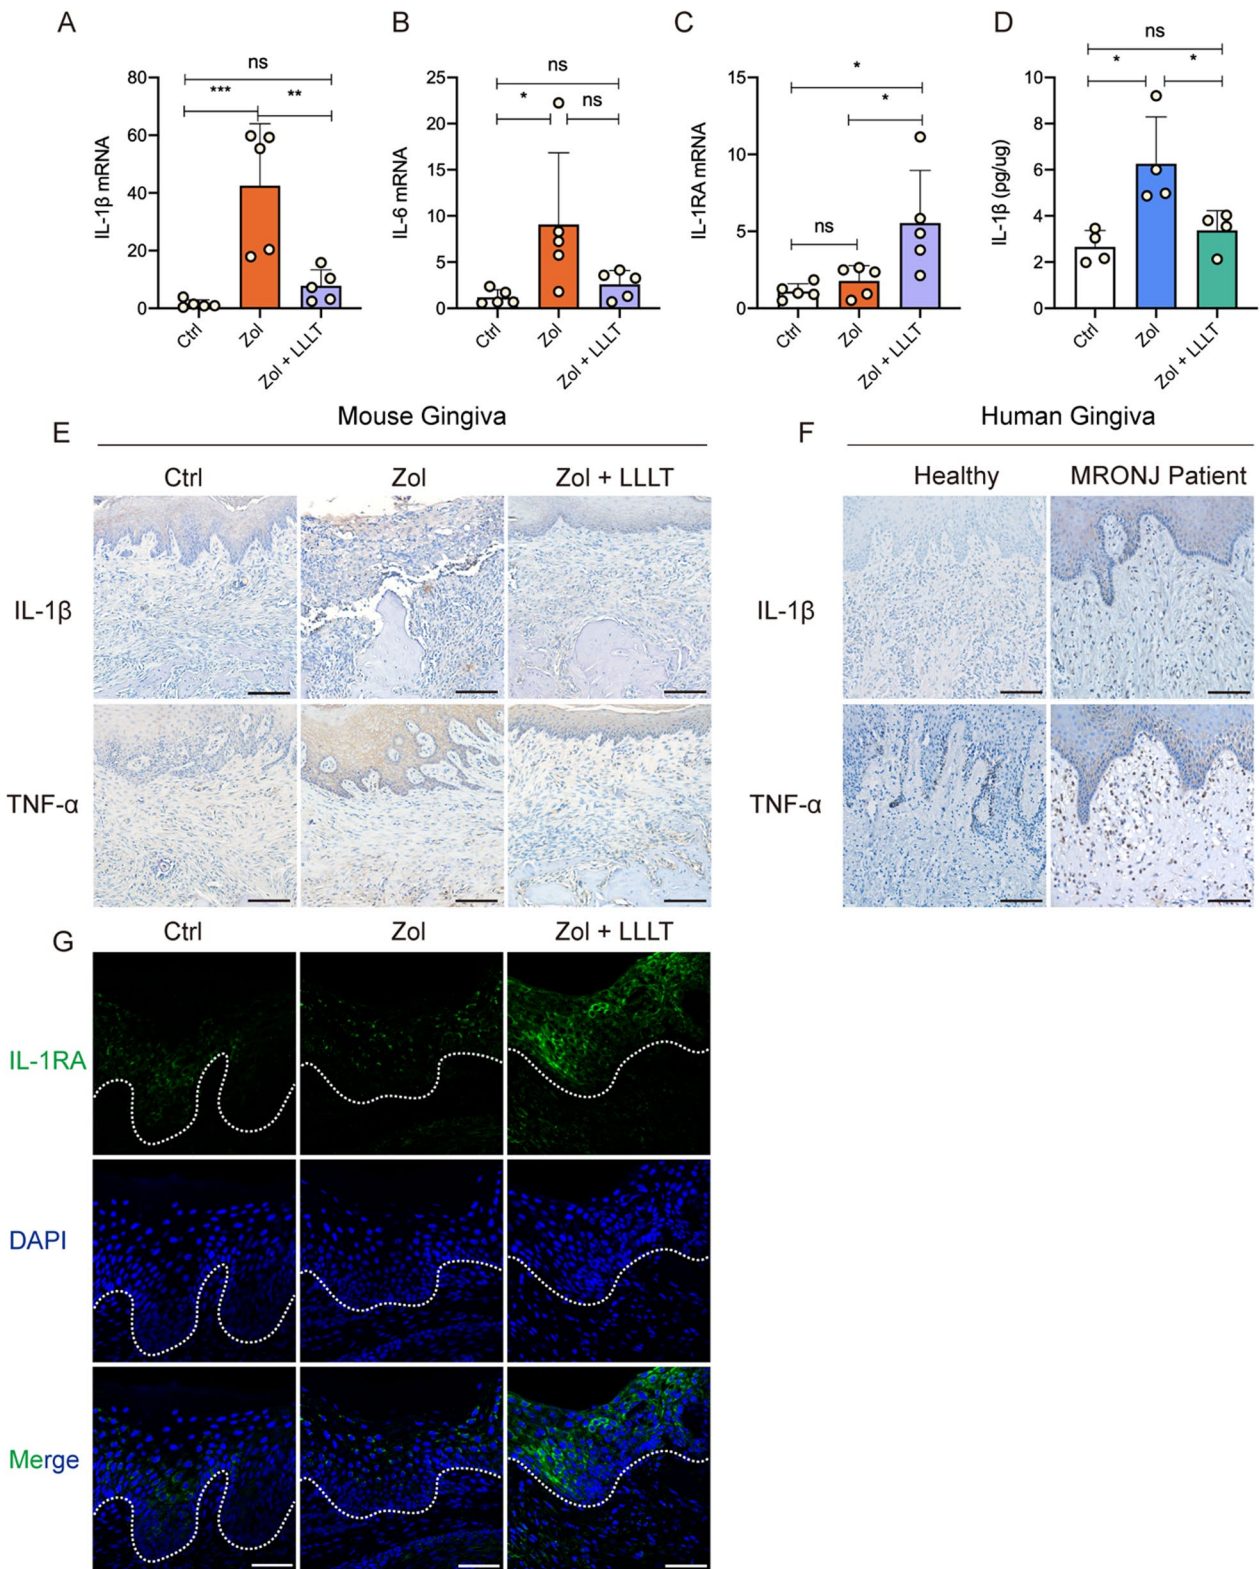 A
B
C
D
ns
***
**
80
60
40
20
0
IL-1β mRNA
Ctrl
Zol
Zol + LLLT
ns
*
ns
25
20
15
10
5
0
IL-6 mRNA
Ctrl
Zol
Zol + LLLT
*
*
ns
15
10
5
0
IL-1RA mRNA
Ctrl
Zol
Zol + LLLT
ns
*
*
10
8
6
4
2
0
IL-1β (pg/ug)
Ctrl
Zol
Zol + LLLT
E
Mouse Gingiva
Ctrl
Zol
Zol + LLLT
IL-1β
TNF-α
F
Human Gingiva
Healthy
MRONJ Patient
IL-1β
TNF-α
G
Ctrl
Zol
Zol + LLLT
IL-1RA
DAPI
Merge